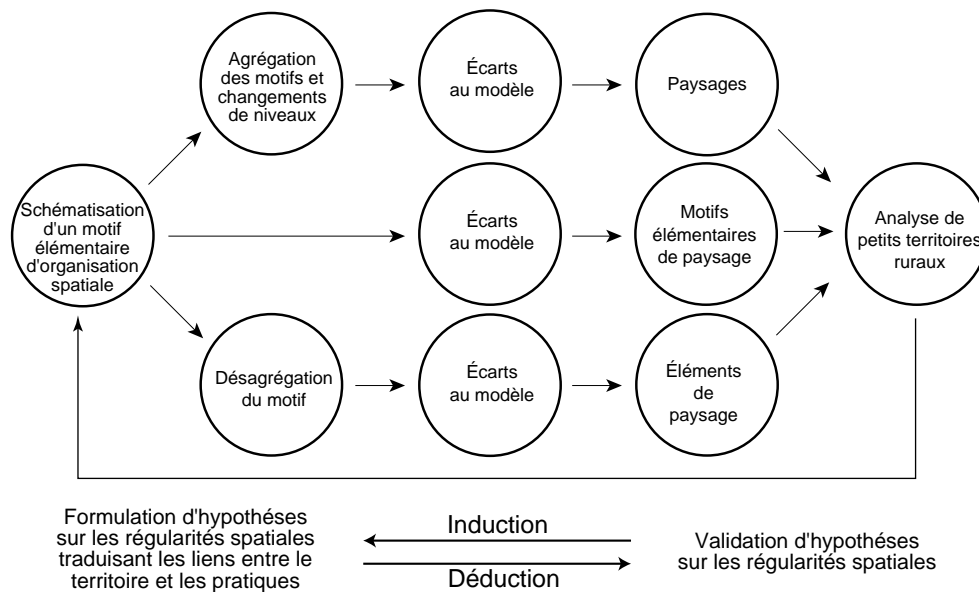 Agrégation
des motifs et
changements
de niveaux
Écarts
au modèle
Paysages
Schématisation
d'un motif
élémentaire
d'organisation
spatiale
Écarts
au modèle
Motifs
élémentaires
de paysage
Analyse de
petits territoires
ruraux
Désagrégation
du motif
Écarts
au modèle
Éléments
de
paysage
Formulation d'hypothéses
sur les régularités spatiales
traduisant les liens entre le
territoire et les pratiques
Induction
Déduction
Validation d'hypothéses
sur les régularités spatiales